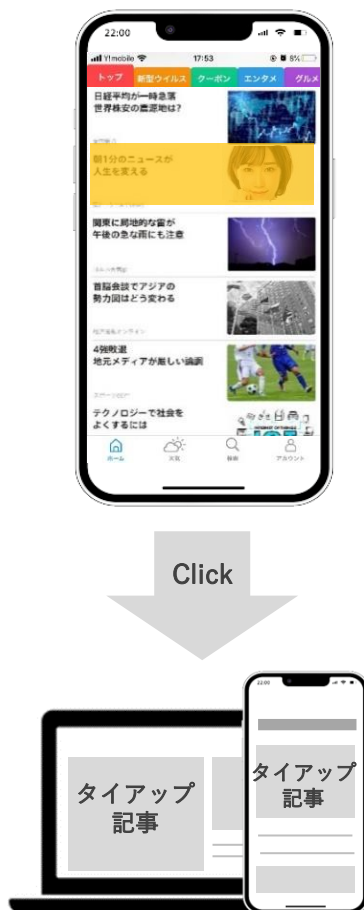 22:00
Y!mobile 17:53 6%
トップ 新型ウイルス クーポン エンタメ グルメ
日経平均が一時急落
世界株安の震源地は?
朝1分のニュースが
人生を変える
関東に局地的な雷が
午後の急な雨にも注意
首脳会談でアジアの
勢力図はどう変わる
4強敗退
地元メディアが厳しい論調
テクノロジーで社会を
よくするには
ホーム 天気 検索 アカウント
Click
22:00
タイアップ
記事
タイアップ
記事